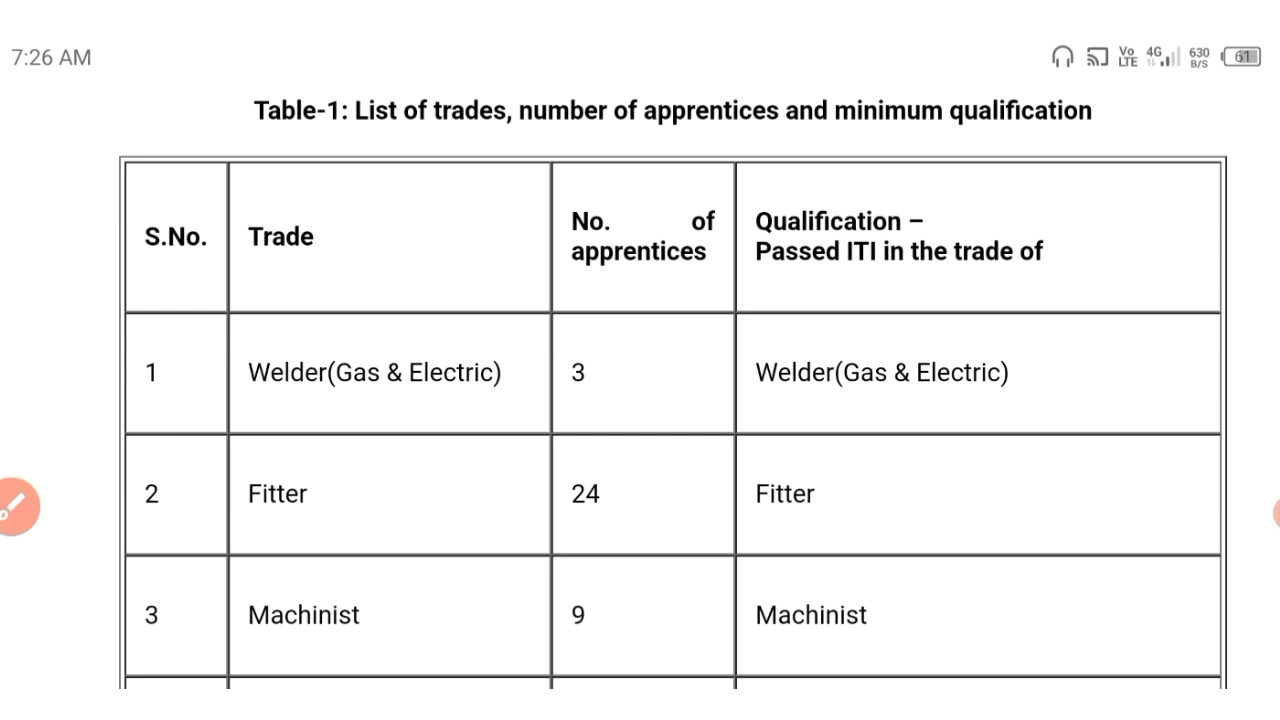 7:26 AM
Vo LTE 4G 630 B/S 61
Table-1: List of trades, number of apprentices and minimum qualification
S.No. Trade No. of apprentices Qualification – Passed ITI in the trade of
1 Welder(Gas & Electric) 3 Welder(Gas & Electric)
2 Fitter 24 Fitter
3 Machinist 9 Machinist